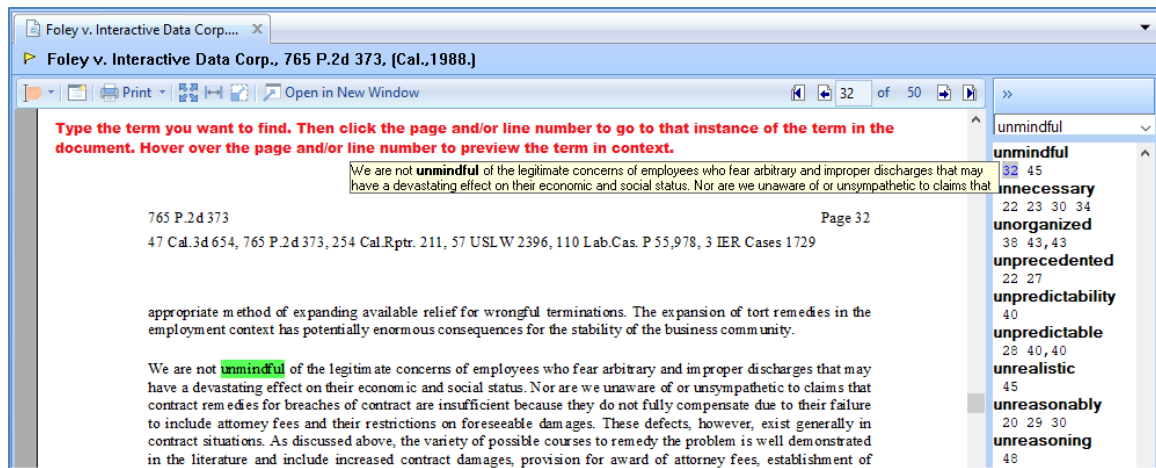 Foley v. Interactive Data Corp....
Foley v. Interactive Data Corp., 765 P.2d 373, (Cal.,1988.)
Print
Open in New Window
32 of 50
Type the term you want to find. Then click the page and/or line number to go to that instance of the term in the
document. Hover over the page and/or line number to preview the term in context.
We are not unmindful of the legitimate concerns of employees who fear arbitrary and improper discharges that may
have a devastating effect on their economic and social status. Nor are we unaware of or unsympathetic to claims that
765 P.2d 373 Page 32
47 Cal.3d 654, 765 P.2d 373, 254 Cal.Rptr. 211, 57 USLW 2396, 110 Lab.Cas. P 55,978, 3 IER Cases 1729
appropriate method of expanding available relief for wrongful terminations. The expansion of tort remedies in the
employment context has potentially enormous consequences for the stability of the business community.
We are not unmindful of the legitimate concerns of employees who fear arbitrary and improper discharges that may
have a devastating effect on their economic and social status. Nor are we unaware of or unsympathetic to claims that
contract remedies for breaches of contract are insufficient because they do not fully compensate due to their failure
to include attorney fees and their restrictions on foreseeable damages. These defects, however, exist generally in
contract situations. As discussed above, the variety of possible courses to remedy the problem is well demonstrated
in the literature and include increased contract damages, provision for award of attorney fees, establishment of
»
unmindful
unmindful
32 45
unnecessary
22 23 30 34
unorganized
38 43,43
unprecedented
22 27
unpredictability
40
unpredictable
28 40,40
unrealistic
45
unreasonably
20 29 30
unreasoning
48